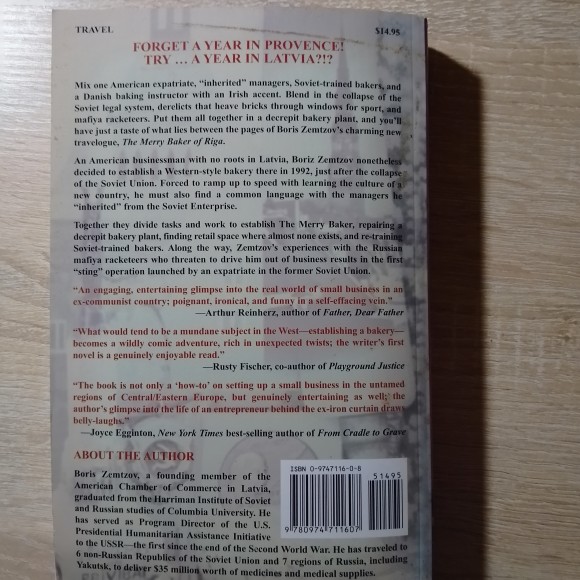 TRAVEL
$14.95
FORGET A YEAR IN PROVENCE!
TRY … A YEAR IN LATVIA?!?
Mix one American expatriate, “inherited” managers, Soviet-trained bakers, and
a Danish baking instructor with an Irish accent. Blend in the collapse of the
Soviet legal system, derelicts that heave bricks through windows for sport, and
mafiya racketeers. Put them all together in a decrepit bakery plant, and you’ll
have just a taste of what lies between the pages of Boris Zemtzov’s charming new
travelogue, The Merry Baker of Riga.
An American businessman with no roots in Latvia, Boriz Zemtzov nonetheless
decided to establish a Western-style bakery there in 1992, just after the collapse
of the Soviet Union. Forced to ramp up to speed with learning the culture of a
new country, he must also find a common language with the managers he
“inherited” from the Soviet Enterprise.
Together they divide tasks and work to establish The Merry Baker, repairing a
decrepit bakery plant, finding retail space where almost none exists, and re-training
Soviet-trained bakers. Along the way, Zemtzov’s experiences with the Russian
mafiya racketeers who threaten to drive him out of business results in the first
“sting” operation launched by an expatriate in the former Soviet Union.
“An engaging, entertaining glimpse into the real world of small business in an
ex-communist country; poignant, ironical, and funny in a self-effacing vein.”
—Arthur Reinherz, author of Father, Dear Father
“What would tend to be a mundane subject in the West—establishing a bakery—
becomes a wildly comic adventure, rich in unexpected twists; the writer’s first
novel is a genuinely enjoyable read.”
—Rusty Fischer, co-author of Playground Justice
“The book is not only a ‘how-to’ on setting up a small business in the untamed
regions of Central/Eastern Europe, but genuinely entertaining as well; the
author’s glimpse into the life of an entrepreneur behind the ex-iron curtain draws
belly-laughs.”
—Joyce Egginton, New York Times best-selling author of From Cradle to Grave
ABOUT THE AUTHOR
Boris Zemtzov, a founding member of the
American Chamber of Commerce in Latvia,
graduated from the Harriman Institute of Soviet
and Russian studies of Columbia University. He
has served as Program Director of the U.S.
Presidential Humanitarian Assistance Initiative
to the USSR—the first since the end of the Second World War. He has traveled to
6 non-Russian Republics of the Soviet Union and 7 regions of Russia, including
Yakutsk, to deliver $35 million worth of medicines and medical supplies.
ISBN 0-9747116-0-8
51495
9 780974 711607